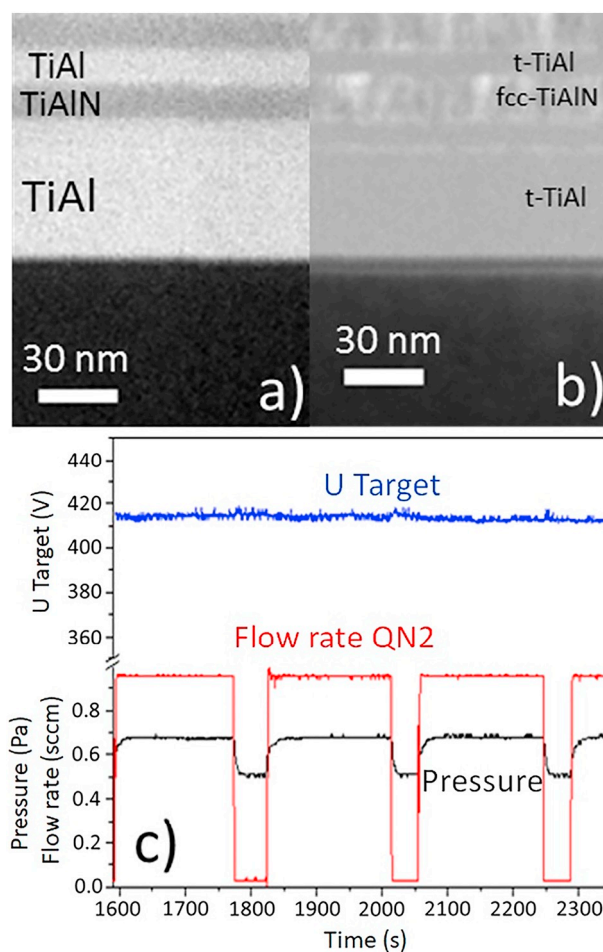 TiAl
TiAlN
TiAl
30 nm
a)
t-TiAl
fcc-TiAlN
t-TiAl
30 nm
b)
440
420
400
380
360
U Target (V)
U Target
Flow rate QN2
0.8
0.6
0.4
0.2
0.0
Pressure (Pa)
Flow rate (sccm)
Pressure
c)
1600 1700 1800 1900 2000 2100 2200 2300
Time (s)